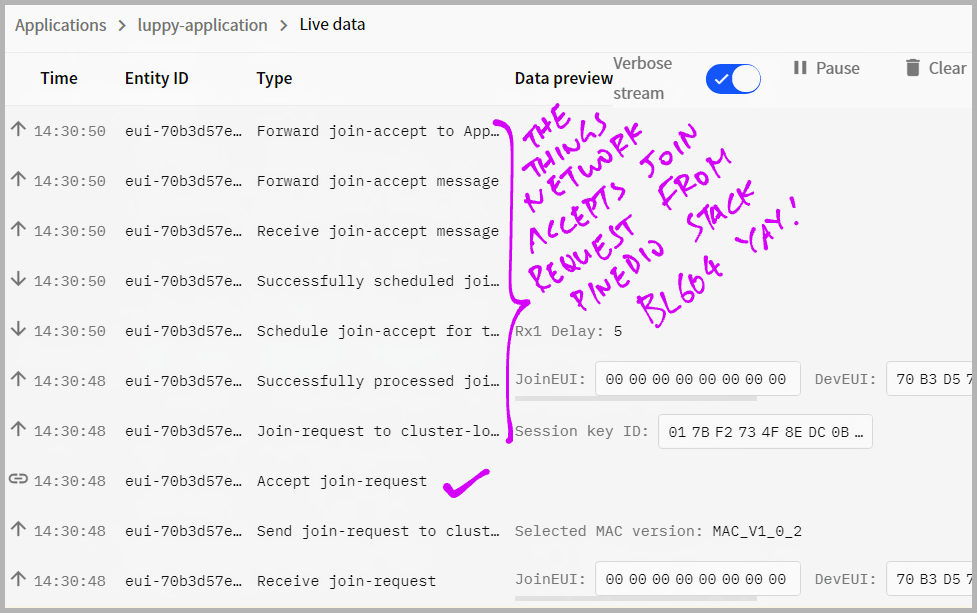 Applications > luppy-application > Live data
Time Entity ID Type Data preview Verbose stream Pause Clear
14:30:50 eui-70b3d57e… Forward join-accept to App…
14:30:50 eui-70b3d57e… Forward join-accept message
14:30:50 eui-70b3d57e… Receive join-accept message
14:30:50 eui-70b3d57e… Successfully scheduled joi…
14:30:50 eui-70b3d57e… Schedule join-accept for t… Rx1 Delay: 5
14:30:48 eui-70b3d57e… Successfully processed joi… JoinEUI: 00 00 00 00 00 00 00 00 DevEUI: 70 B3 D5 7
14:30:48 eui-70b3d57e… Join-request to cluster-lo… Session key ID: 01 7B F2 73 4F 8E DC 0B …
14:30:48 eui-70b3d57e… Accept join-request
14:30:48 eui-70b3d57e… Send join-request to clust… Selected MAC version: MAC_V1_0_2
14:30:48 eui-70b3d57e… Receive join-request JoinEUI: 00 00 00 00 00 00 00 00 DevEUI: 70 B3 D5 7
THE
THINGS
NETWORK
ACCEPTS JOIN
REQUEST FROM
PINEDIO STACK
BL604 YAY!